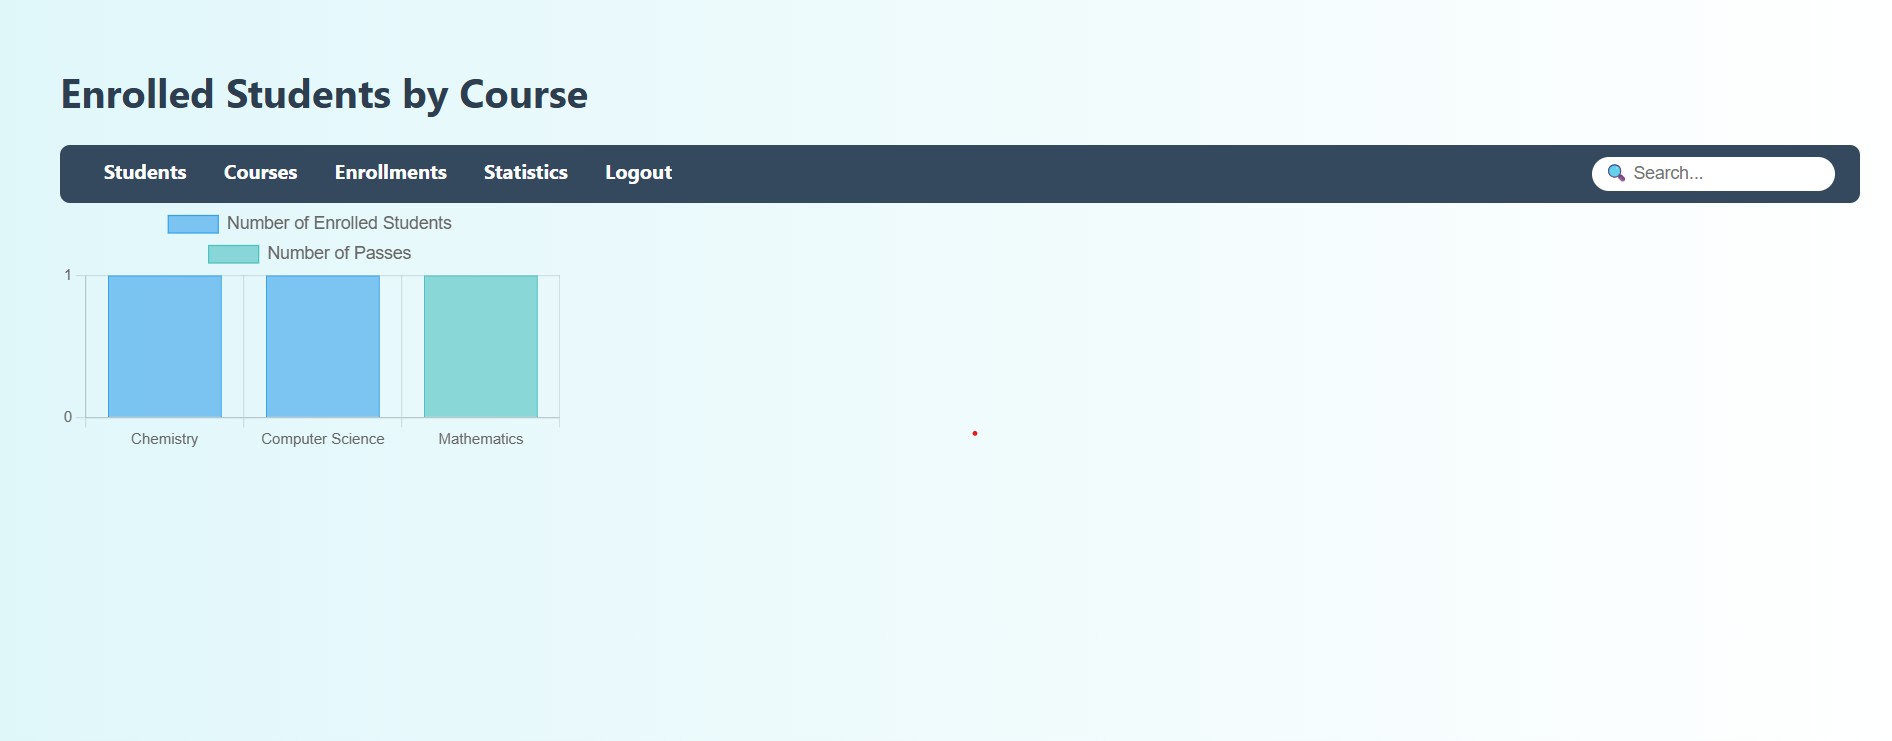 Enrolled Students by Course
Students Courses Enrollments Statistics Logout Search...
Number of Enrolled Students
Number of Passes
1
0
Chemistry Computer Science Mathematics